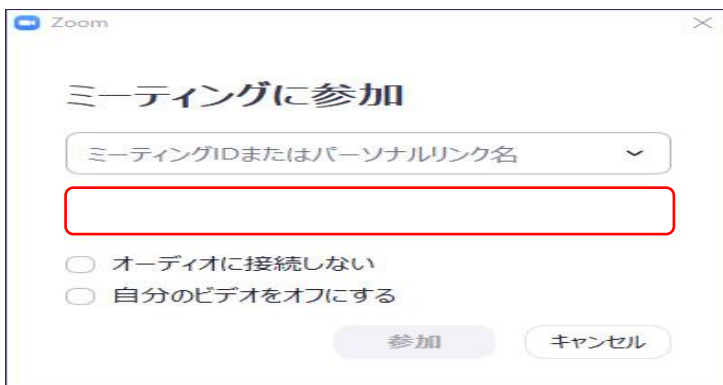 Zoom
ミーティングに参加
ミーティングIDまたはパーソナルリンク名
オーディオに接続しない
自分のビデオをオフにする
参加
キャンセル